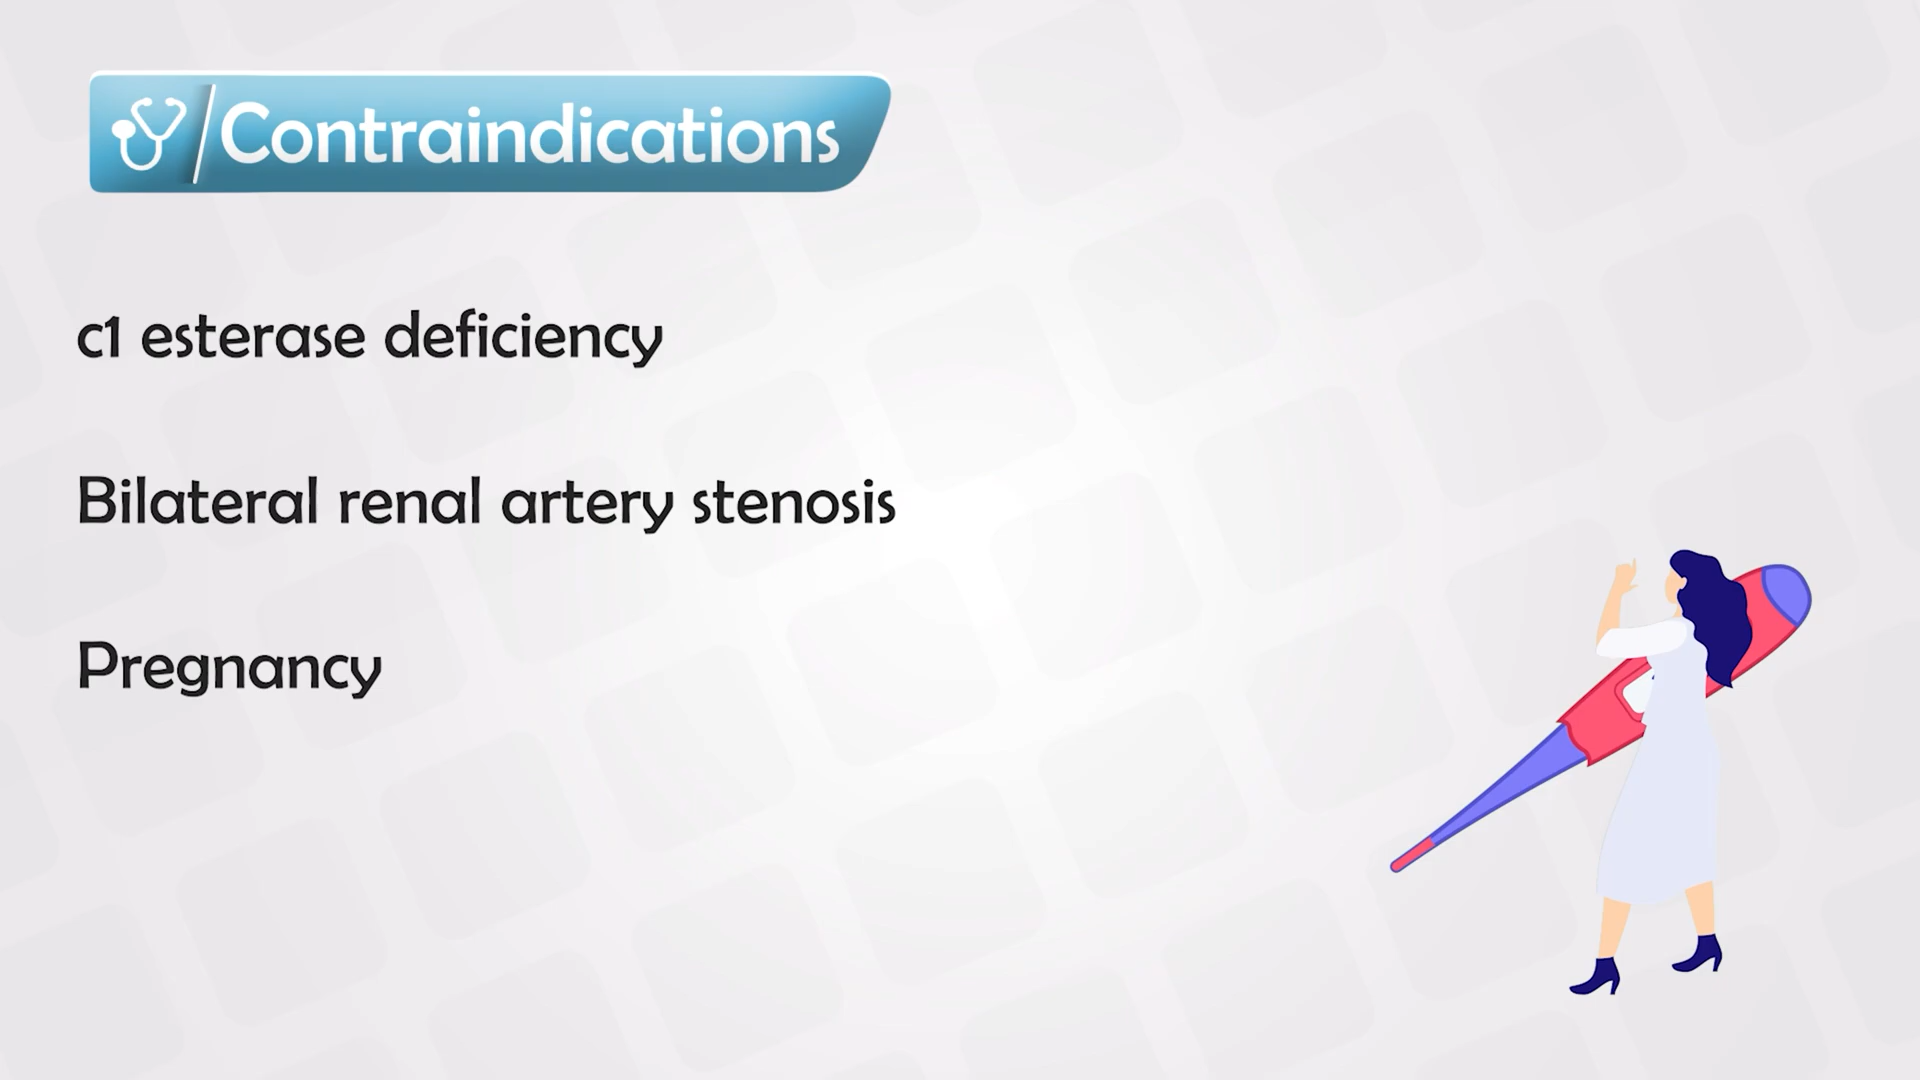 Contraindications
c1 esterase deficiency
Bilateral renal artery stenosis
Pregnancy